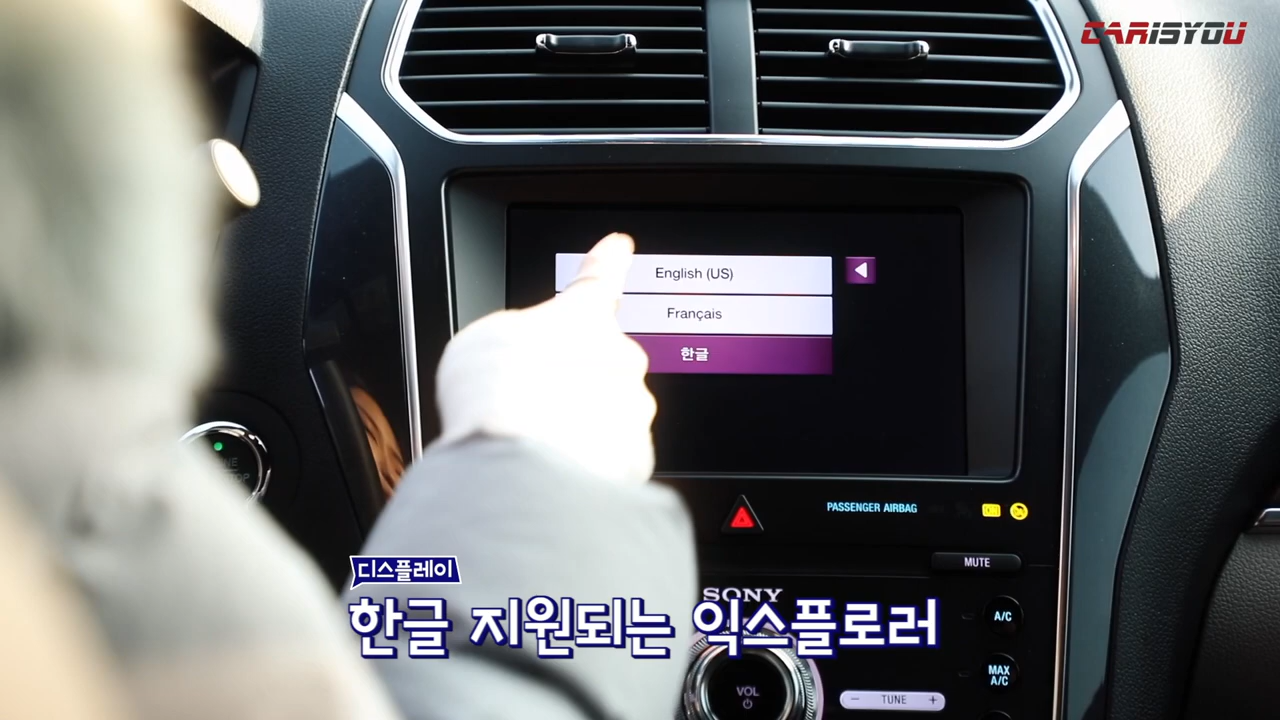 CARISYOU
English (US)
Français
한글
PASSENGER AIRBAG
MUTE
디스플레이
한글 지원되는 익스플로러
SONY
A/C
MAX
A/C
VOL
− TUNE +